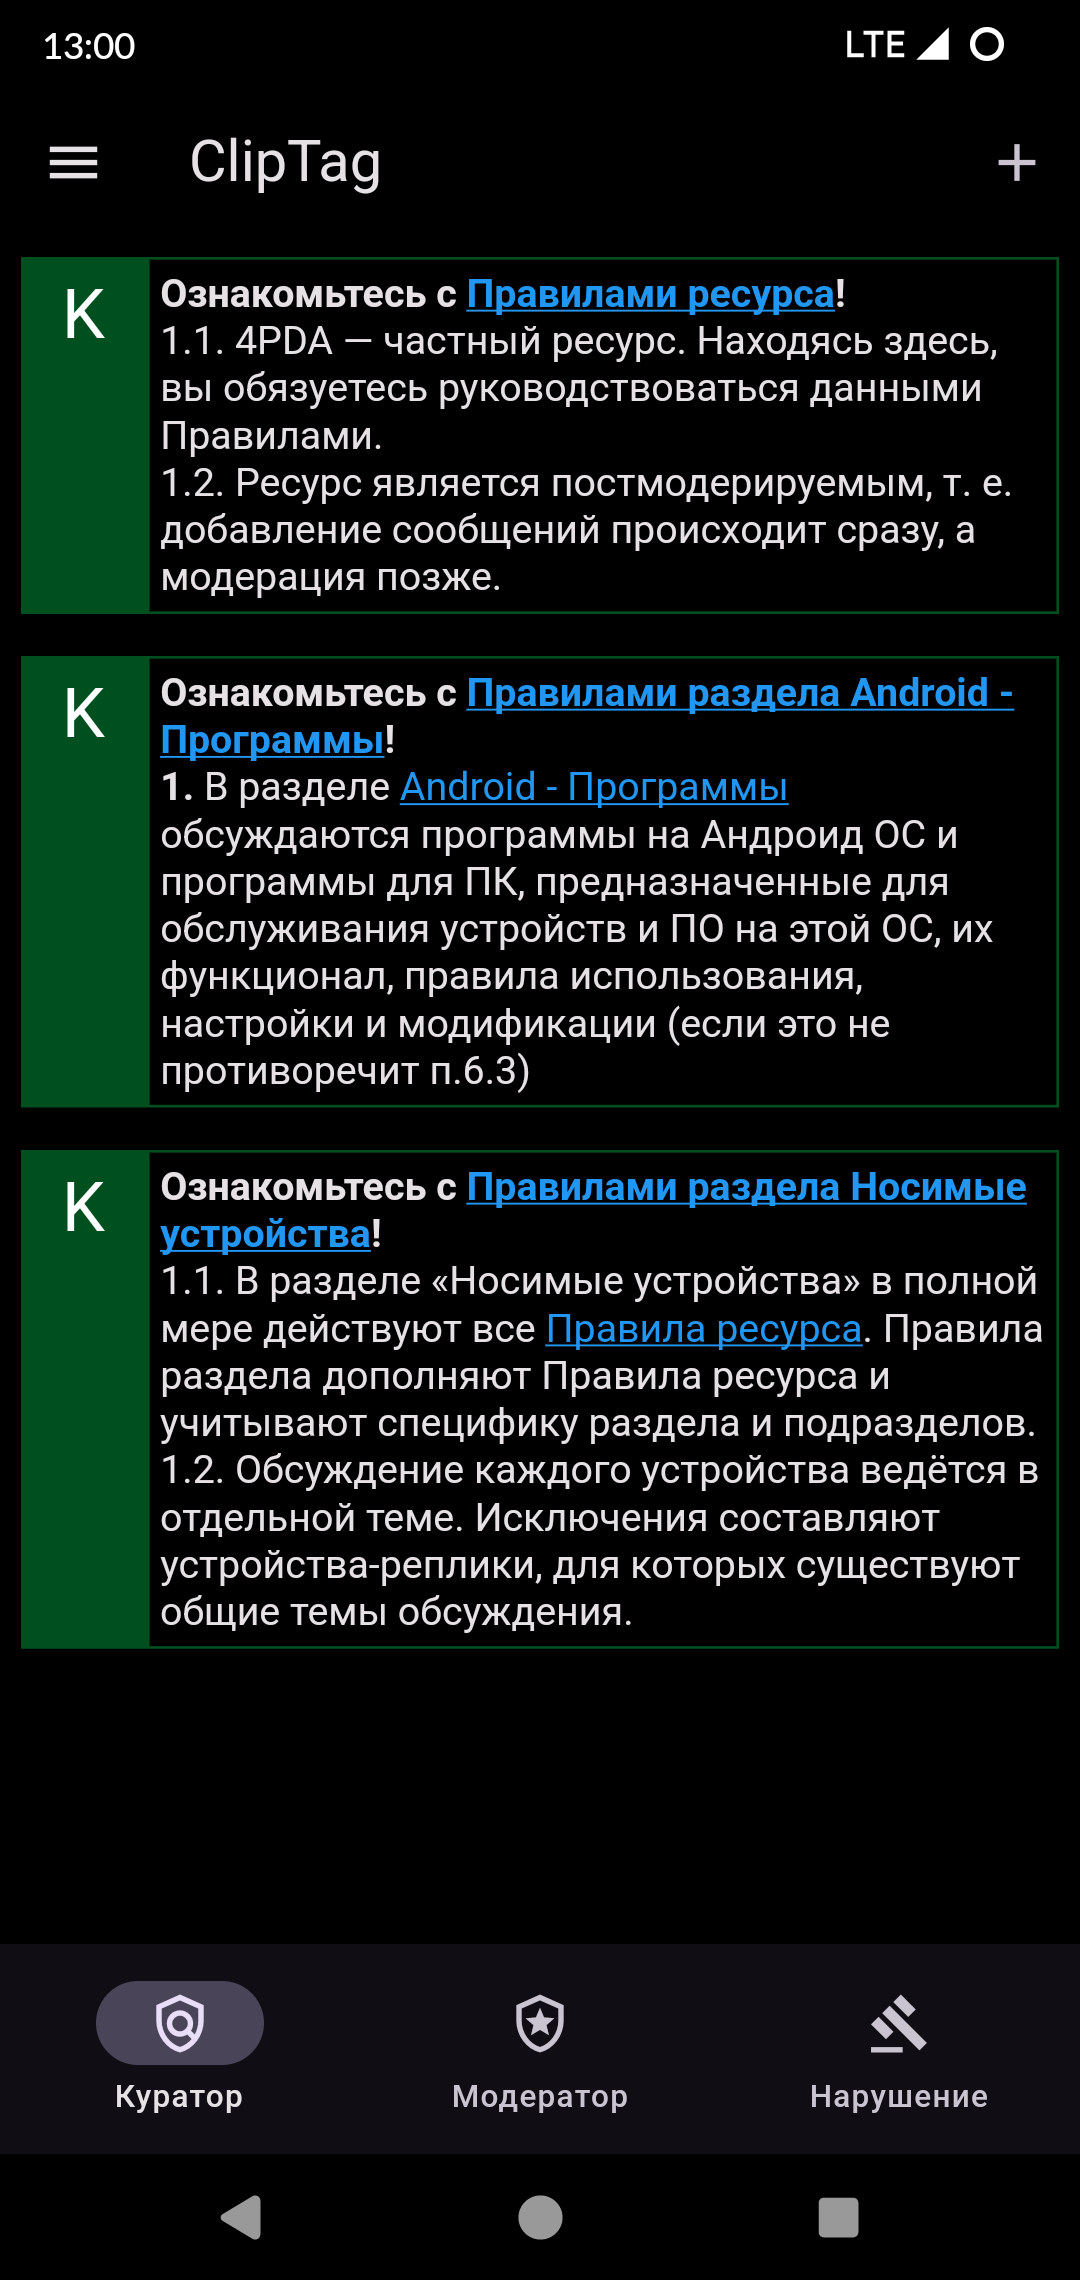 13:00
LTE
ClipTag
K
Ознакомьтесь с Правилами ресурса!
1.1. 4PDA — частный ресурс. Находясь здесь,
вы обязуетесь руководствоваться данными
Правилами.
1.2. Ресурс является постмодерируемым, т. е.
добавление сообщений происходит сразу, а
модерация позже.
K
Ознакомьтесь с Правилами раздела Android -
Программы!
1. В разделе Android - Программы
обсуждаются программы на Андроид ОС и
программы для ПК, предназначенные для
обслуживания устройств и ПО на этой ОС, их
функционал, правила использования,
настройки и модификации (если это не
противоречит п.6.3)
K
Ознакомьтесь с Правилами раздела Носимые
устройства!
1.1. В разделе «Носимые устройства» в полной
мере действуют все Правила ресурса. Правила
раздела дополняют Правила ресурса и
учитывают специфику раздела и подразделов.
1.2. Обсуждение каждого устройства ведётся в
отдельной теме. Исключения составляют
устройства-реплики, для которых существуют
общие темы обсуждения.
Куратор
Модератор
Нарушение